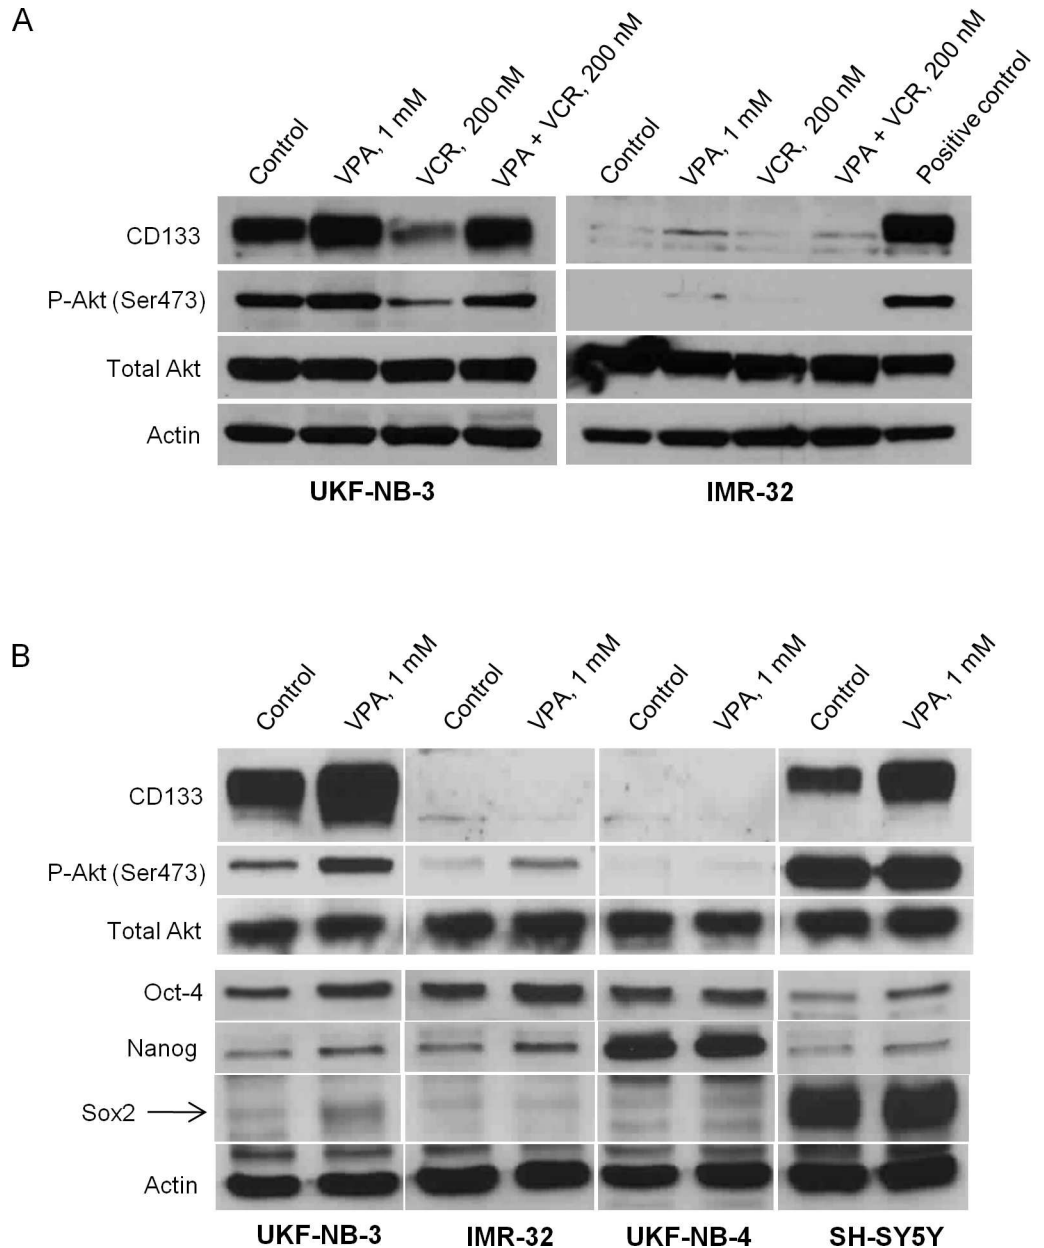 A
Control
VPA, 1 mM
VCR, 200 nM
VPA + VCR, 200 nM
Control
VPA, 1 mM
VCR, 200 nM
VPA + VCR, 200 nM
Positive control
CD133
P-Akt (Ser473)
Total Akt
Actin
UKF-NB-3
IMR-32
B
Control
VPA, 1 mM
Control
VPA, 1 mM
Control
VPA, 1 mM
Control
VPA, 1 mM
CD133
P-Akt (Ser473)
Total Akt
Oct-4
Nanog
Sox2
Actin
UKF-NB-3
IMR-32
UKF-NB-4
SH-SY5Y